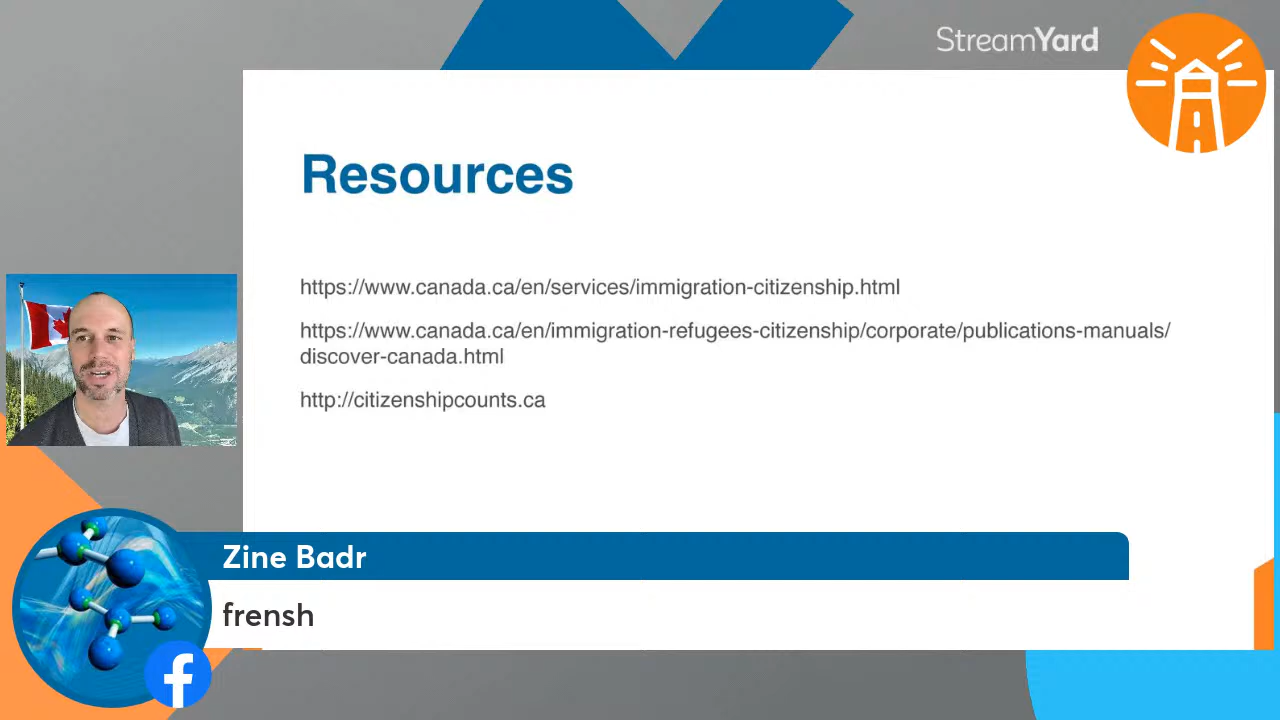 StreamYard
Resources
https://www.canada.ca/en/services/immigration-citizenship.html
https://www.canada.ca/en/immigration-refugees-citizenship/corporate/publications-manuals/
discover-canada.html
http://citizenshipcounts.ca
Zine Badr
frensh